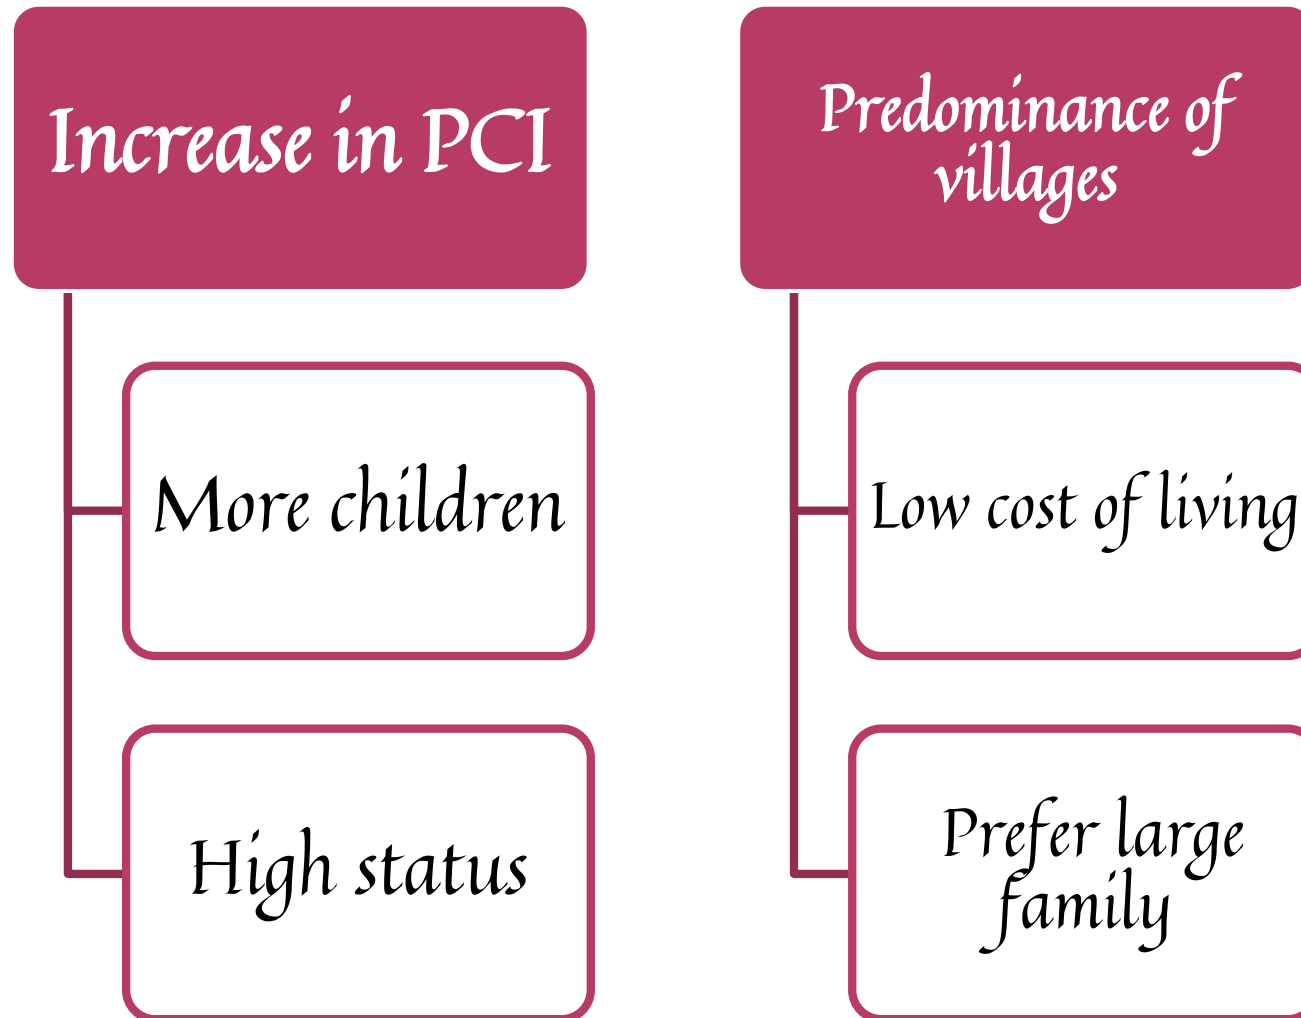 Increase in PCI
More children
High status
Predominance of
villages
Low cost of living
Prefer large
family